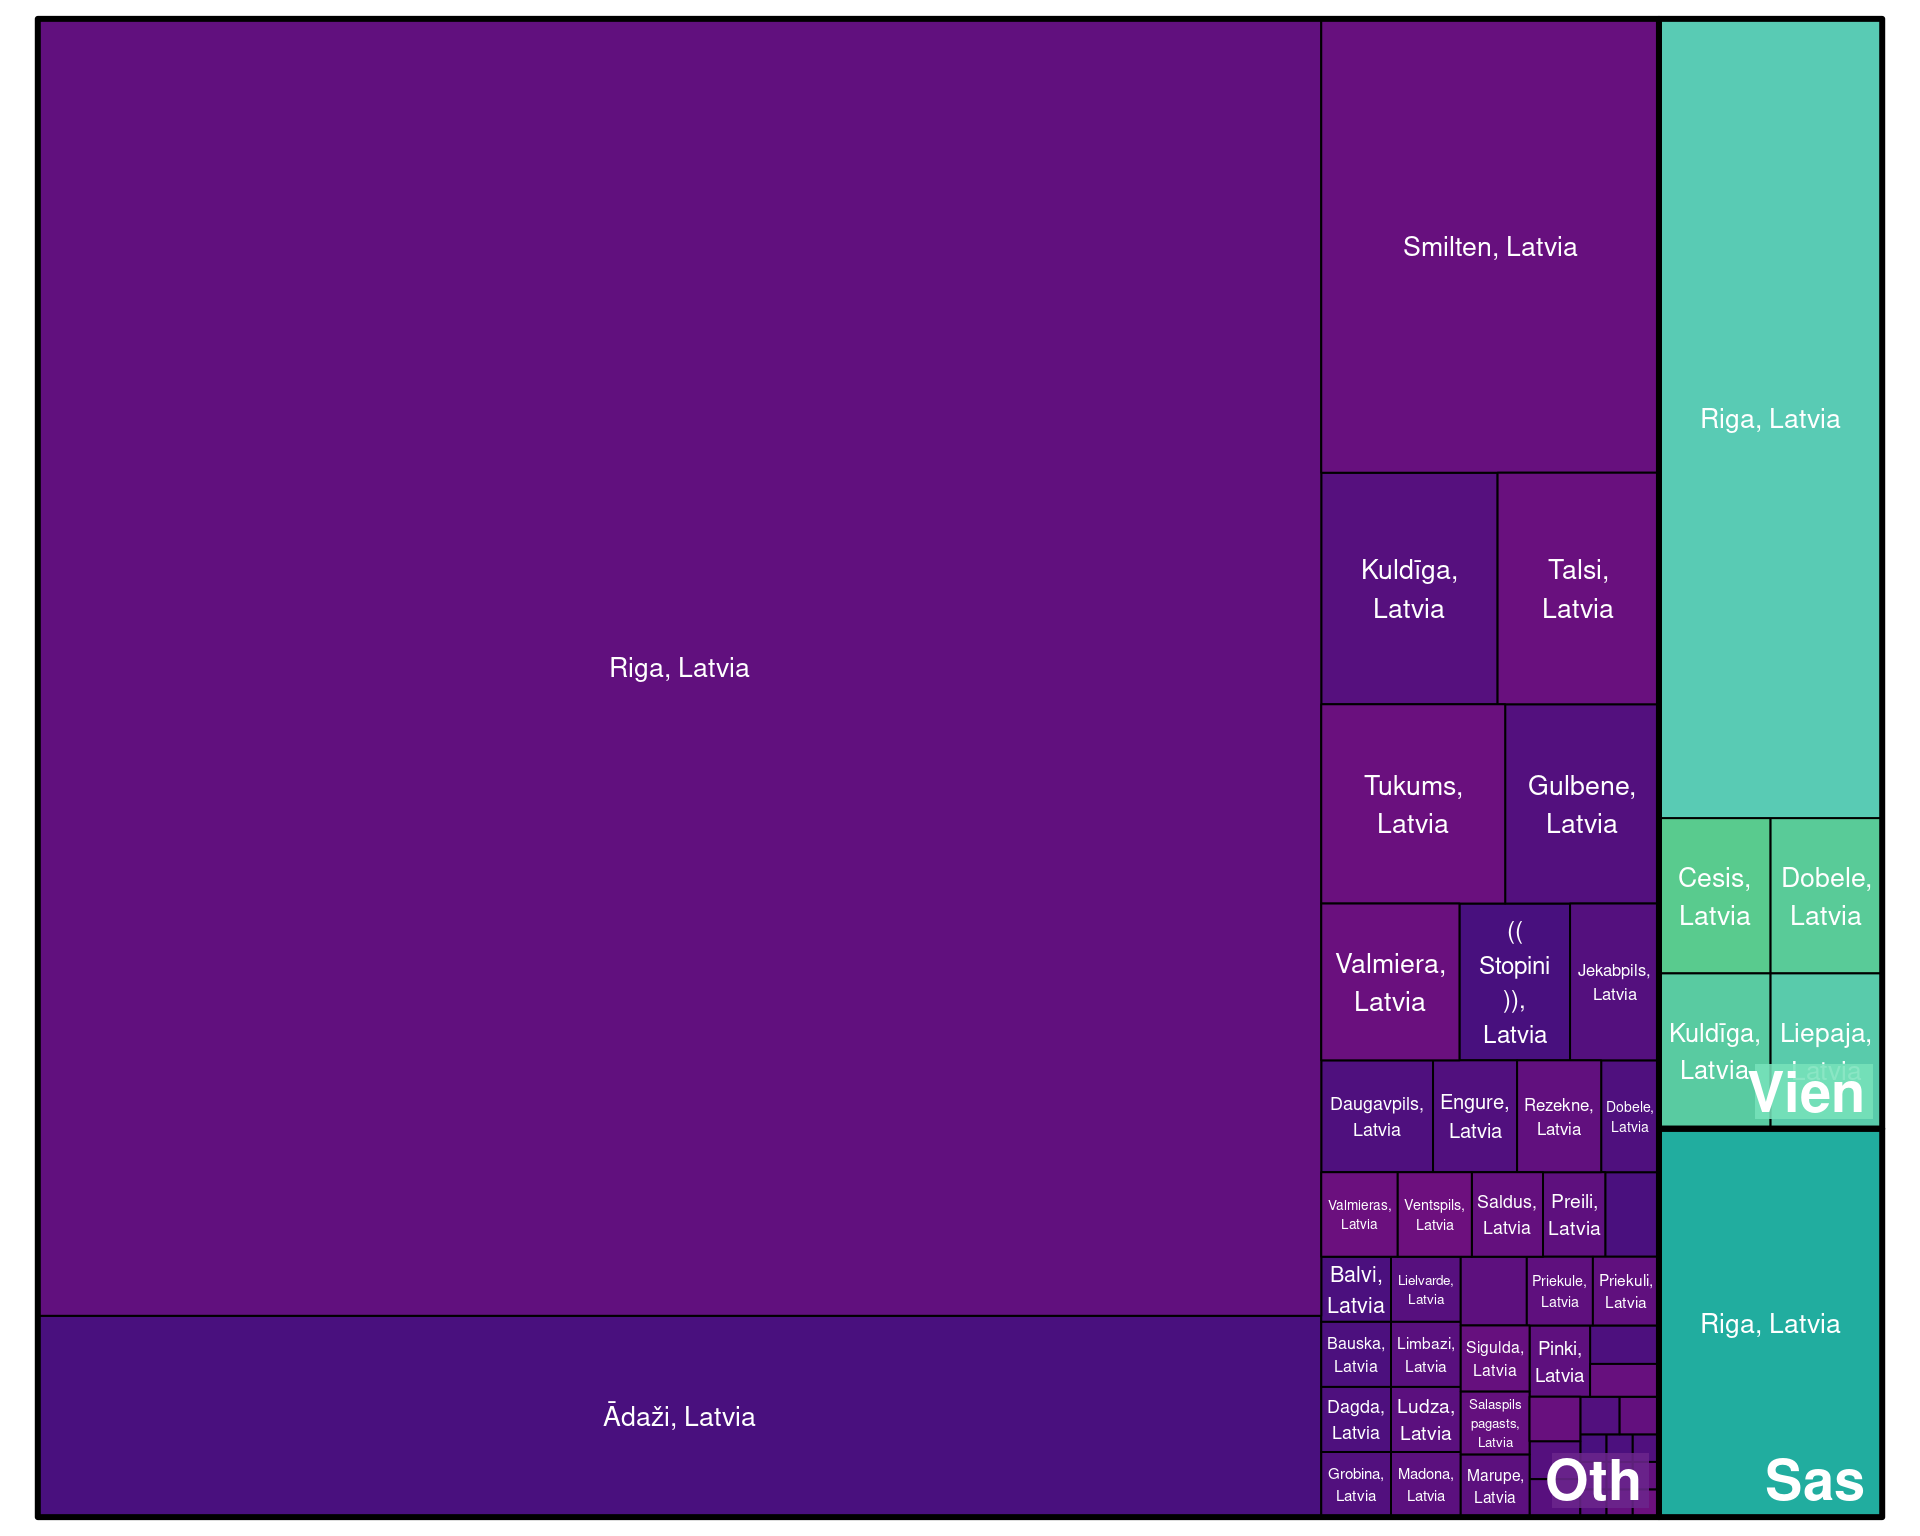 Riga, Latvia
Ādaži, Latvia
Smilten, Latvia
Kuldīga,
Latvia
Talsi,
Latvia
Tukums,
Latvia
Gulbene,
Latvia
Valmiera,
Latvia
((
Stopini
)),
Latvia
Jekabpils,
Latvia
Daugavpils,
Latvia
Engure,
Latvia
Rezekne,
Latvia
Dobele,
Latvia
Valmieras,
Latvia
Ventspils,
Latvia
Saldus,
Latvia
Preili,
Latvia
Balvi,
Latvia
Lielvarde,
Latvia
Priekule,
Latvia
Priekuli,
Latvia
Bauska,
Latvia
Limbazi,
Latvia
Sigulda,
Latvia
Pinki,
Latvia
Dagda,
Latvia
Ludza,
Latvia
Salaspils
pagasts,
Latvia
Grobina,
Latvia
Madona,
Latvia
Marupe,
Latvia
Oth
Riga, Latvia
Cesis,
Latvia
Dobele,
Latvia
Kuldīga,
Latvia
Liepaja,
Latvia
Vien
Riga, Latvia
Sas